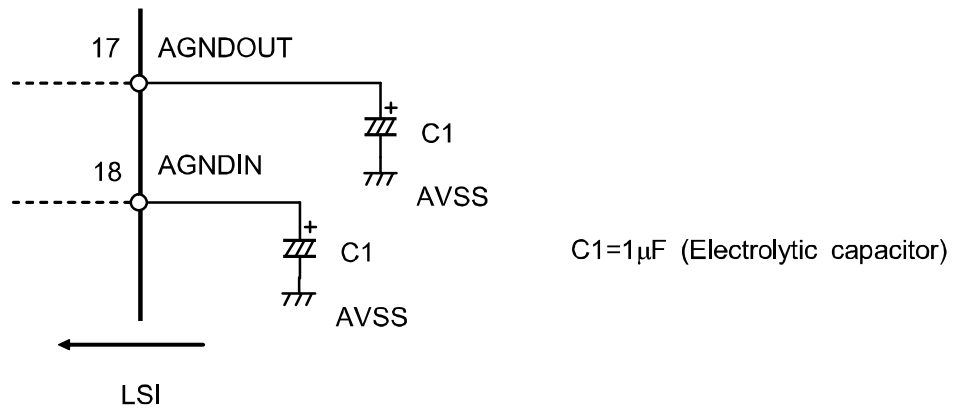 17 AGNDOUT
+
C1
AVSS
18 AGNDIN
+
C1
AVSS
C1=1μF (Electrolytic capacitor)
LSI